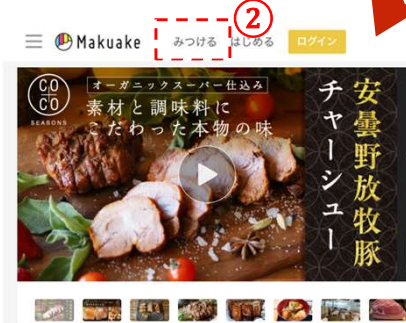 ②
Makuake みつける はじめる ログイン
COCO
SEASONS
オーガニックスーパー仕込み
素材と調味料に
こだわった本物の味
安曇野放牧豚
チャーシュー